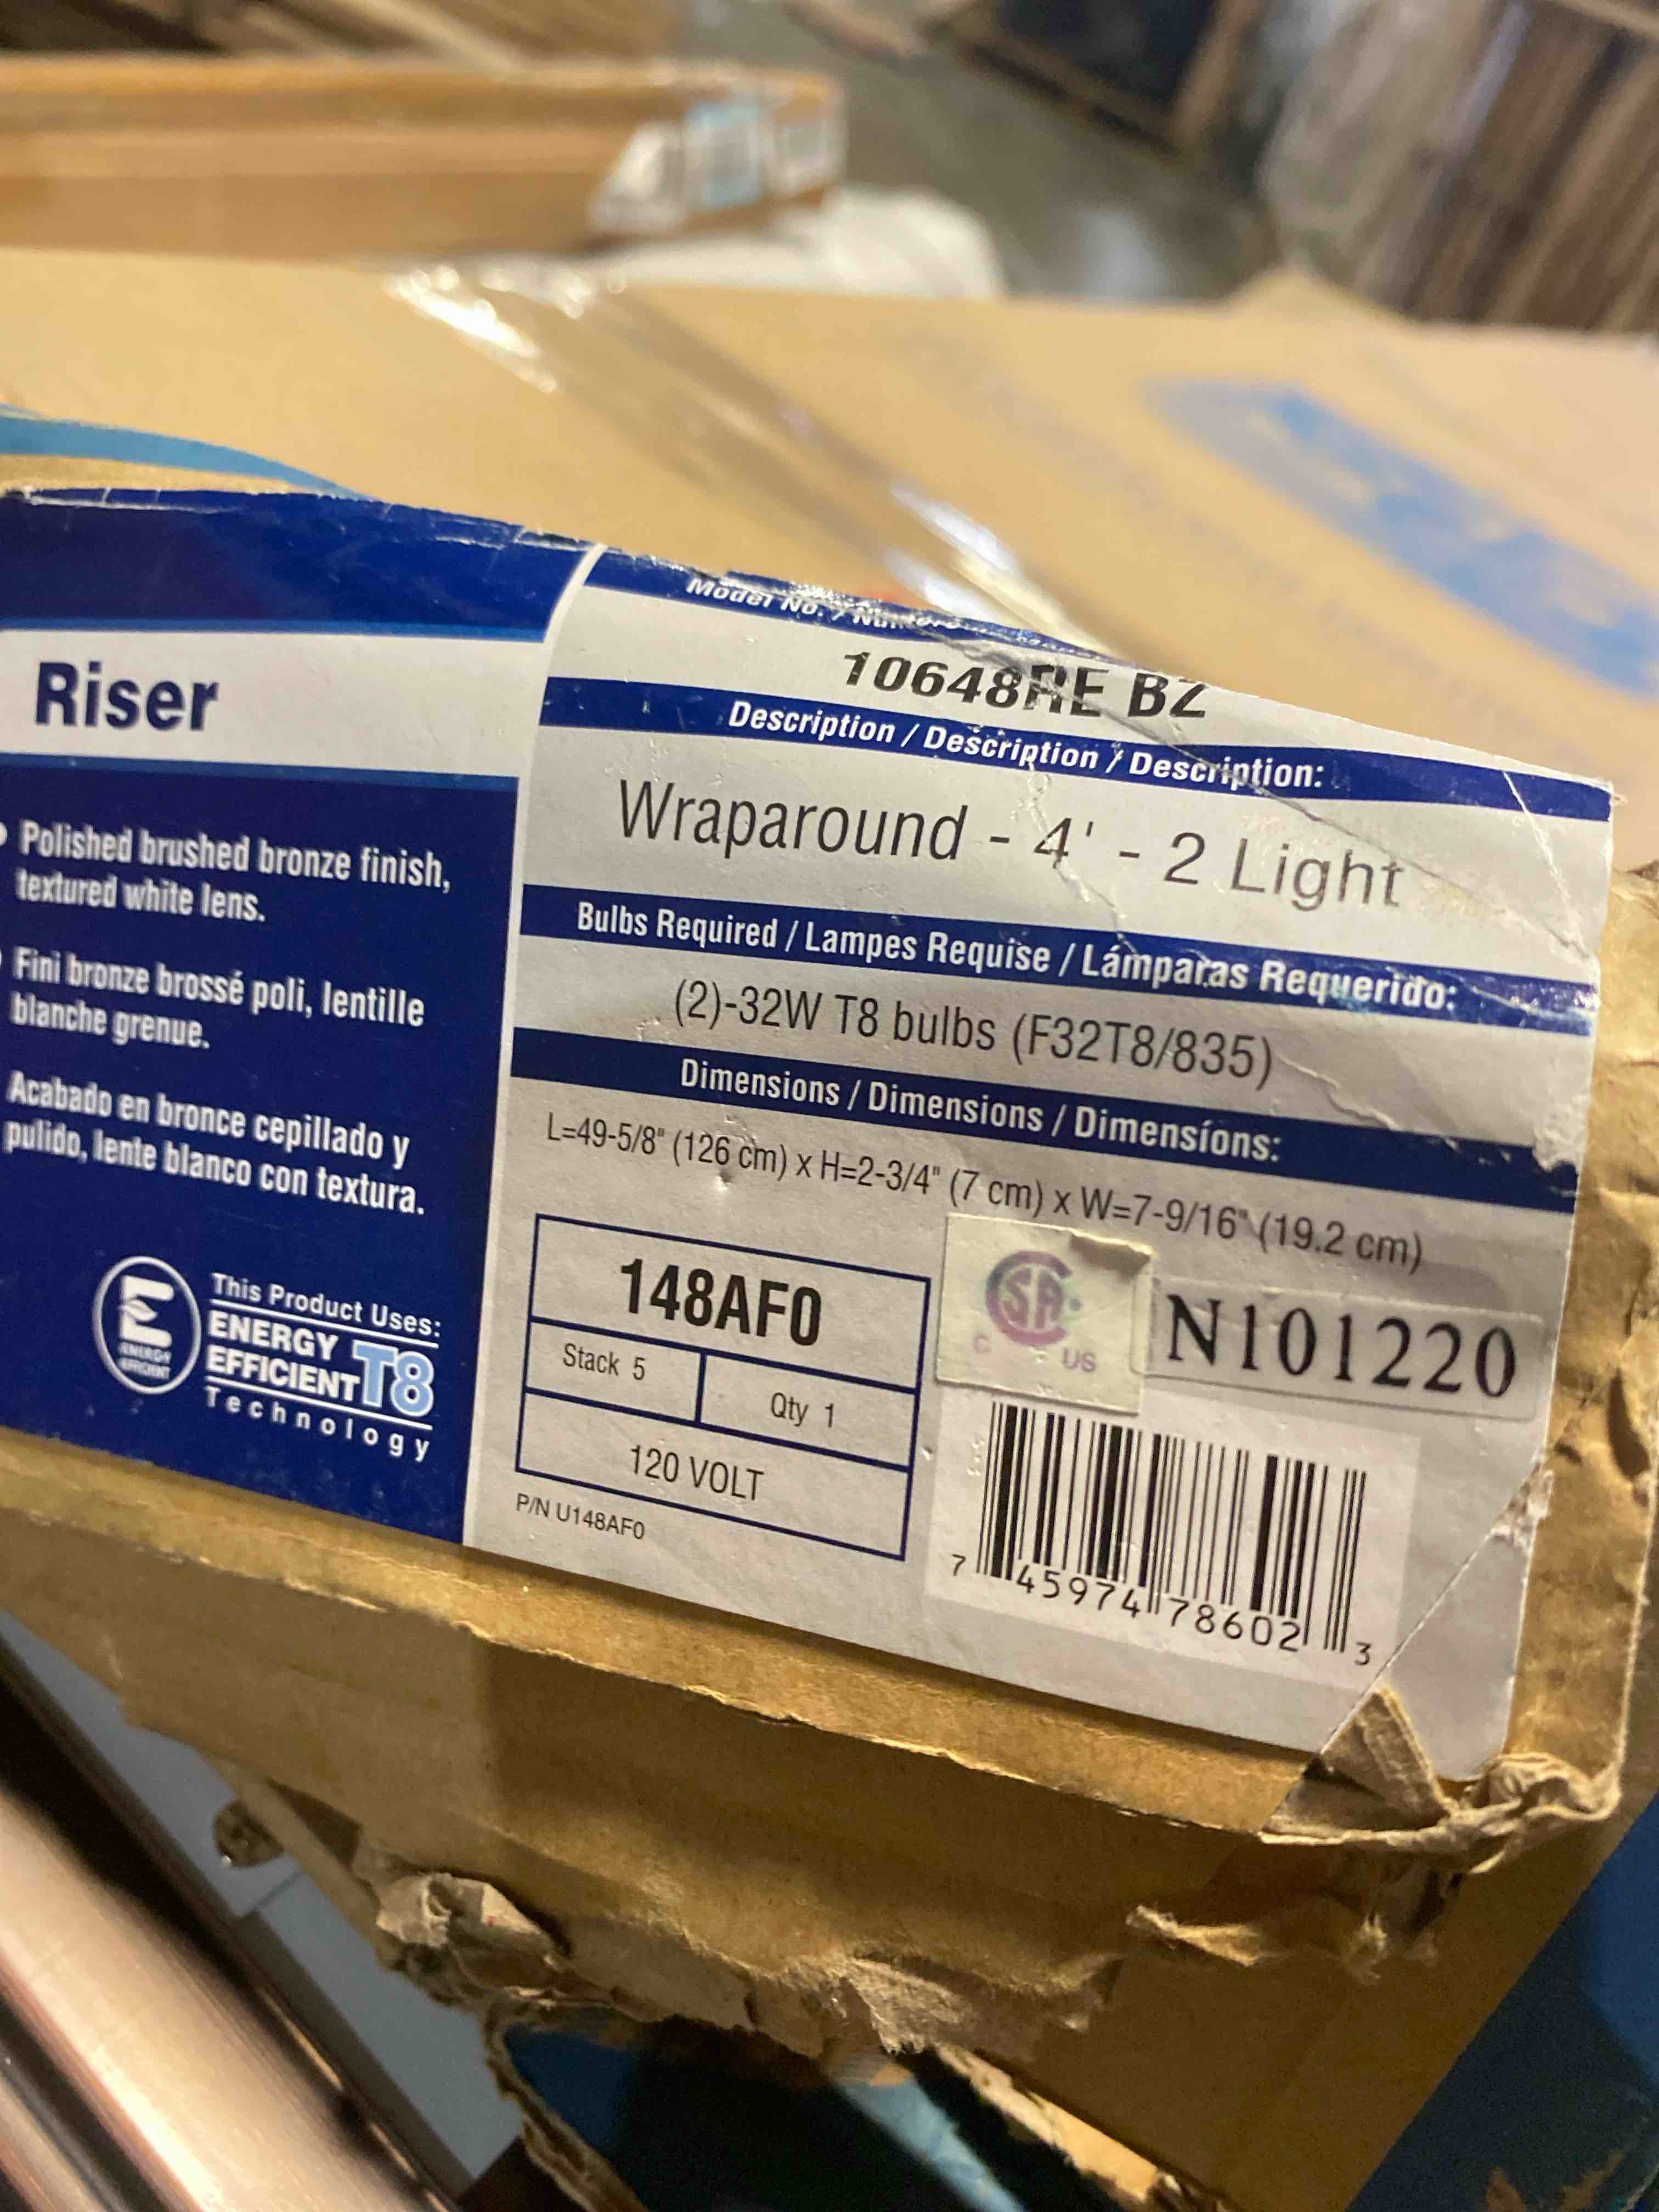 Riser
Polished brushed bronze finish,
textured white lens.
Fini bronze brossé poli, lentille
blanche grenue.
Acabado en bronce cepillado y
pulido, lente blanco con textura.
E
ENERGY
EFFICIENT
This Product Uses:
ENERGY
EFFICIENT T8
Technology
Model No. /
10648RE BZ
Description / Description / Description:
Wraparound - 4' - 2 Light
Bulbs Required / Lampes Requise / Lámparas Requerido:
(2)-32W T8 bulbs (F32T8/835)
Dimensions / Dimensions / Dimensíons:
L=49-5/8" (126 cm) x H=2-3/4" (7 cm) x W=7-9/16" (19.2 cm)
148AF0
Stack 5
Qty 1
120 VOLT
P/N U148AF0
CSA
C US
N101220
7 45974 78602 3